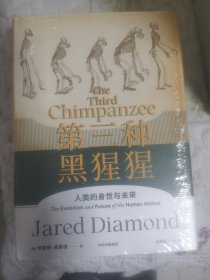 The Third
Chimpanzee
第三种
黑猩猩
人类的身世与未来
The Evolution and Future of the Human Animal
Jared Diamond